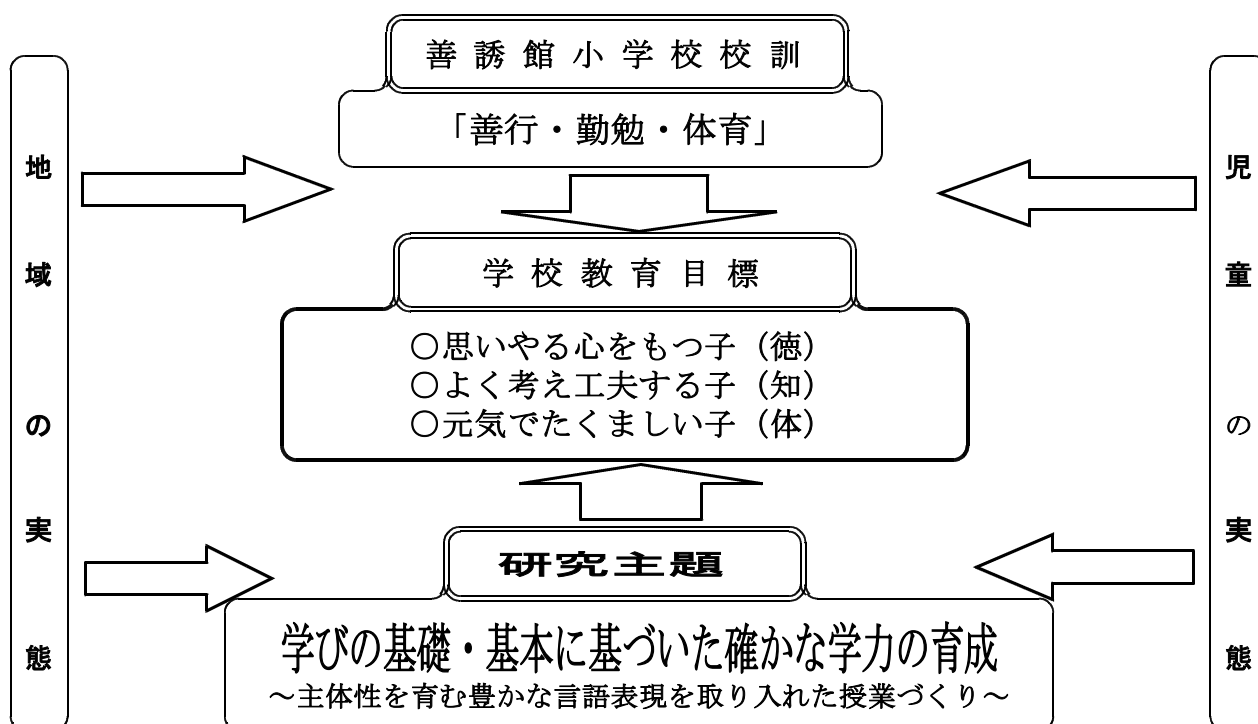 善誘館小学校校訓
「善行・勤勉・体育」
地域の実態
児童の実態
学校教育目標
○思いやる心をもつ子（徳）
○よく考え工夫する子（知）
○元気でたくましい子（体）
研究主題
学びの基礎・基本に基づいた確かな学力の育成
～主体性を育む豊かな言語表現を取り入れた授業づくり～